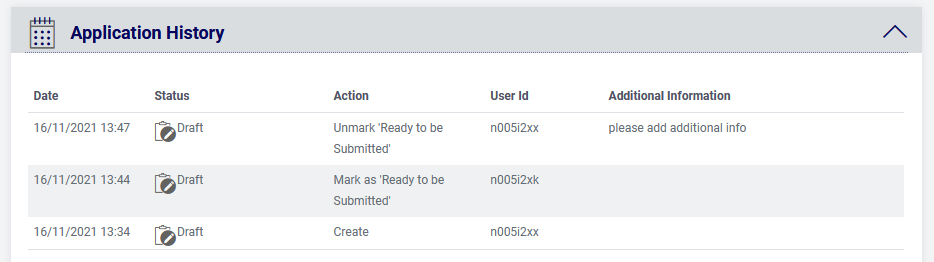 Application History
Date Status Action User Id Additional Information
16/11/2021 13:47 Draft Unmark 'Ready to be n005i2xx please add additional info
Submitted'
16/11/2021 13:44 Draft Mark as 'Ready to be n005i2xk
Submitted'
16/11/2021 13:34 Draft Create n005i2xx